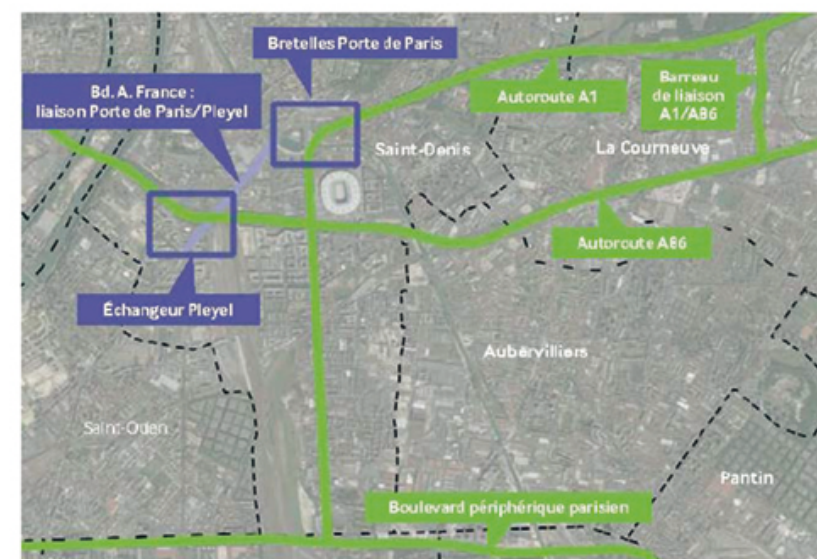 Bretelles Porte de Paris
Bd. A. France :
liaison Porte de Paris/Pleyel
Autoroute A1
Barreau
de liaison
A1/A86
Saint-Denis
La Courneuve
Autoroute A86
Échangeur Pleyel
Aubervilliers
Saint-Ouen
Pantin
Boulevard périphérique parisien